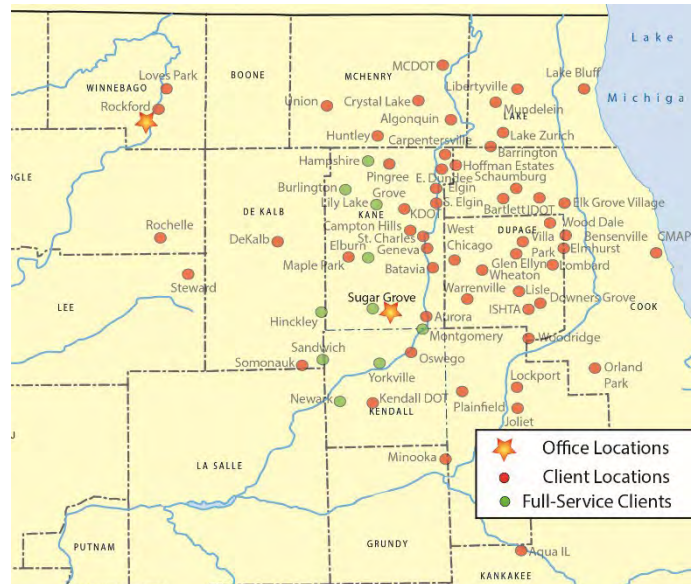 Lake
Michiga
MCDOT
BOONE
MCHENRY
WINNEBAGO
Loves Park
Rockford
Libertyville
Lake Bluff
Union
Crystal Lake
Mundelein
LAKE
Algonquin
Huntley
Carpentersville
Lake Zurich
Barrington
Hampshire
Pingree
Grove
Hoffman Estates
E. Dundee
Schaumburg
OGLE
Burlington
Elgin
Lily Lake
S. Elgin
Bartlett
IDOT
Elk Grove Village
KANE
KDOT
DE KALB
Campton Hills
West
Chicago
DUPAGE
Wood Dale
Rochelle
DeKalb
St. Charles
Villa
Park
Bensenville
CMAP
Elburn
Geneva
Elmhurst
Maple Park
Glen Ellyn
Lombard
Batavia
Wheaton
Steward
Warrenville
Lisle
Sugar Grove
Downers Grove
LEE
COOK
ISHTA
Hinckley
Aurora
Montgomery
Woodridge
Sandwich
Oswego
Somonauk
Yorkville
Orland
Park
Lockport
Newark
Kendall DOT
Plainfield
KENDALL
Joliet
Minooka
LA SALLE
Office Locations
Client Locations
Full-Service Clients
PUTNAM
GRUNDY
Aqua IL
KANKAKEE